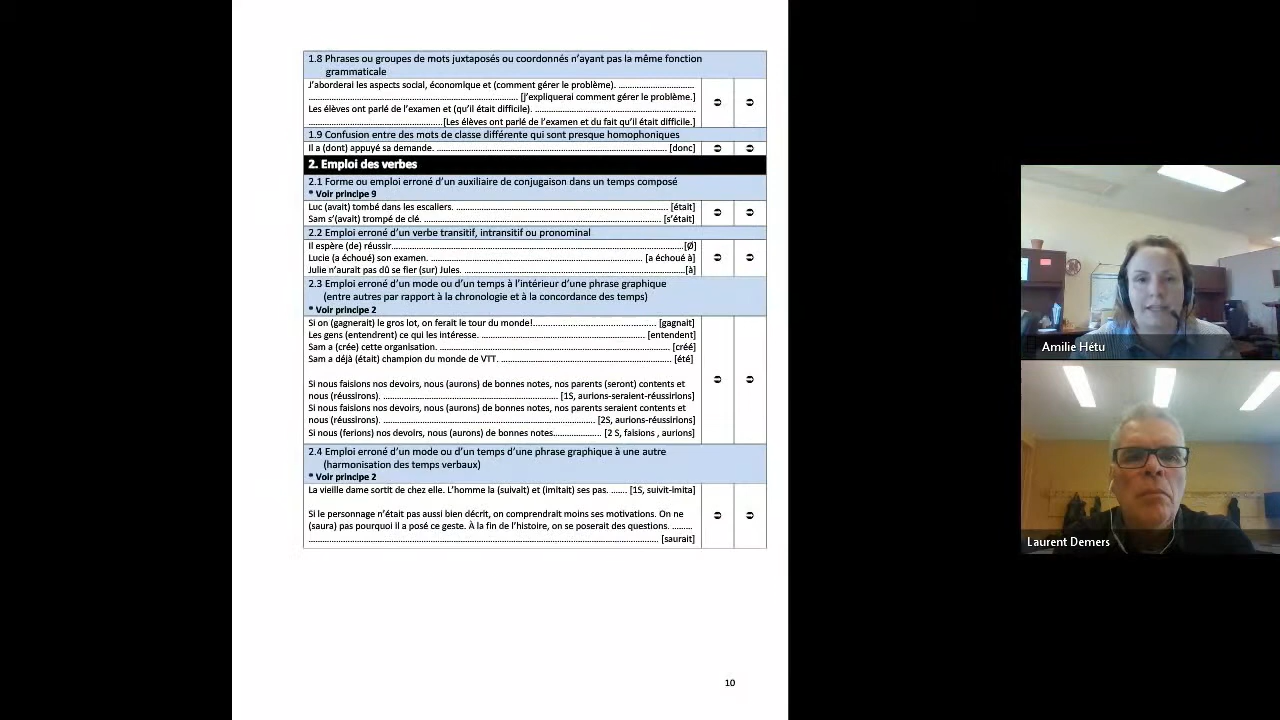 1.8 Phrases ou groupes de mots juxtaposés ou coordonnés n'ayant pas la même fonction
grammaticale
J'aborderai les aspects social, économique et (comment gérer le problème). ............................
.................................................................................... [j'expliquerai comment gérer le problème.]
Les élèves ont parlé de l'examen et (qu'il était difficile). ..........................................................
...................................................[Les élèves ont parlé de l'examen et du fait qu'il était difficile.]
1.9 Confusion entre des mots de classe différente qui sont presque homophoniques
Il a (dont) appuyé sa demande. .................................................................................. [donc]
2. Emploi des verbes
2.1 Forme ou emploi erroné d'un auxiliaire de conjugaison dans un temps composé
* Voir principe 9
Luc (avait) tombé dans les escaliers. ......................................................................... [était]
Sam s'(avait) trompé de clé. .................................................................................... [s'était]
2.2 Emploi erroné d'un verbe transitif, intransitif ou pronominal
Il espère (de) réussir....................................................................................................[Ø]
Lucie (a échoué) son examen. ........................................................................... [a échoué à]
Julie n'aurait pas dû se fier (sur) Jules. ..........................................................................[à]
2.3 Emploi erroné d'un mode ou d'un temps à l'intérieur d'une phrase graphique
(entre autres par rapport à la chronologie et à la concordance des temps)
* Voir principe 2
Si on (gagnerait) le gros lot, on ferait le tour du monde!.......................................... [gagnait]
Les gens (entendrent) ce qui les intéresse. .......................................................... [entendent]
Sam a (crée) cette organisation. ................................................................................ [créé]
Sam a déjà (était) champion du monde de VTT. ........................................................... [été]
Si nous faisions nos devoirs, nous (aurons) de bonnes notes, nos parents (seront) contents et
nous (réussirons). ............................................................ [1S, aurions-seraient-réussirions]
Si nous faisions nos devoirs, nous (aurons) de bonnes notes, nos parents seraient contents et
nous (réussirons). ........................................................................ [2S, aurions-réussirions]
Si nous (ferions) nos devoirs, nous (aurons) de bonnes notes.................... [2 S, faisions , aurions]
2.4 Emploi erroné d'un mode ou d'un temps d'une phrase graphique à une autre
(harmonisation des temps verbaux)
* Voir principe 2
La vieille dame sortit de chez elle. L'homme la (suivait) et (imitait) ses pas. ....... [1S, suivit-imita]
Si le personnage n'était pas aussi bien décrit, on comprendrait moins ses motivations. On ne
(saura) pas pourquoi il a posé ce geste. À la fin de l'histoire, on se poserait des questions. .........
................................................................................................................................ [saurait]
10
Amilie Hétu
Laurent Demers